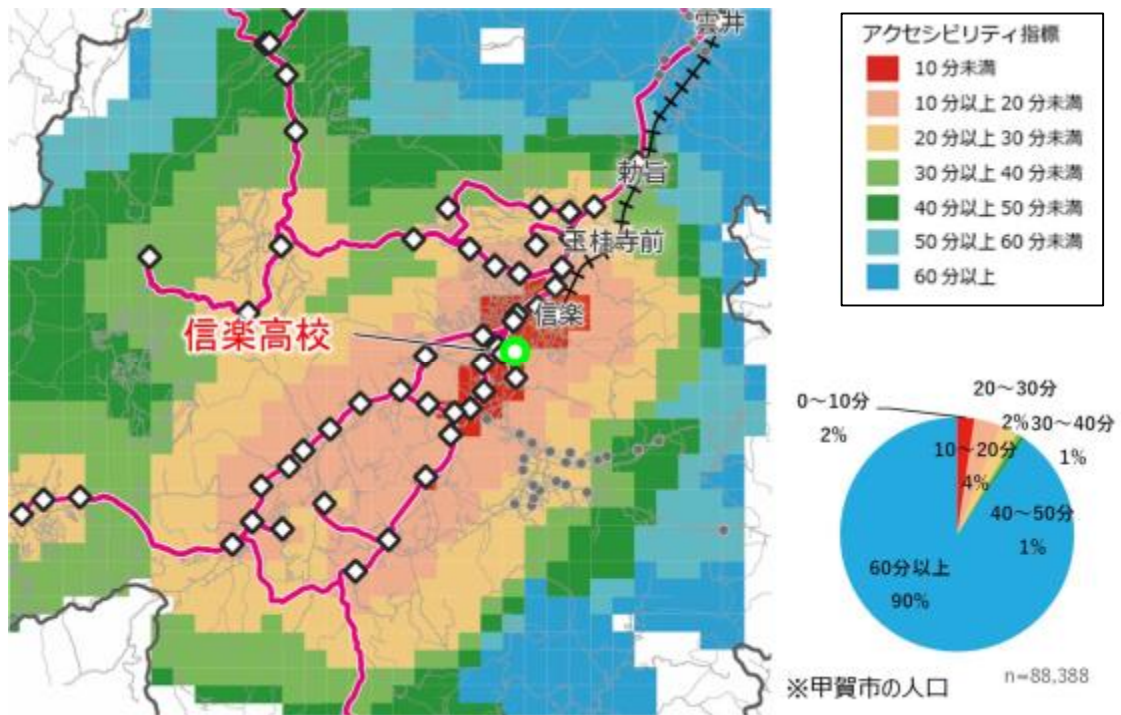 雲井
勅旨
玉桂寺前
信楽
信楽高校
アクセシビリティ指標
10分未満
10分以上20分未満
20分以上30分未満
30分以上40分未満
40分以上50分未満
50分以上60分未満
60分以上
0～10分
2%
20～30分
2%
30～40分
1%
10～20分
4%
40～50分
1%
60分以上
90%
n=88,388
※甲賀市の人口